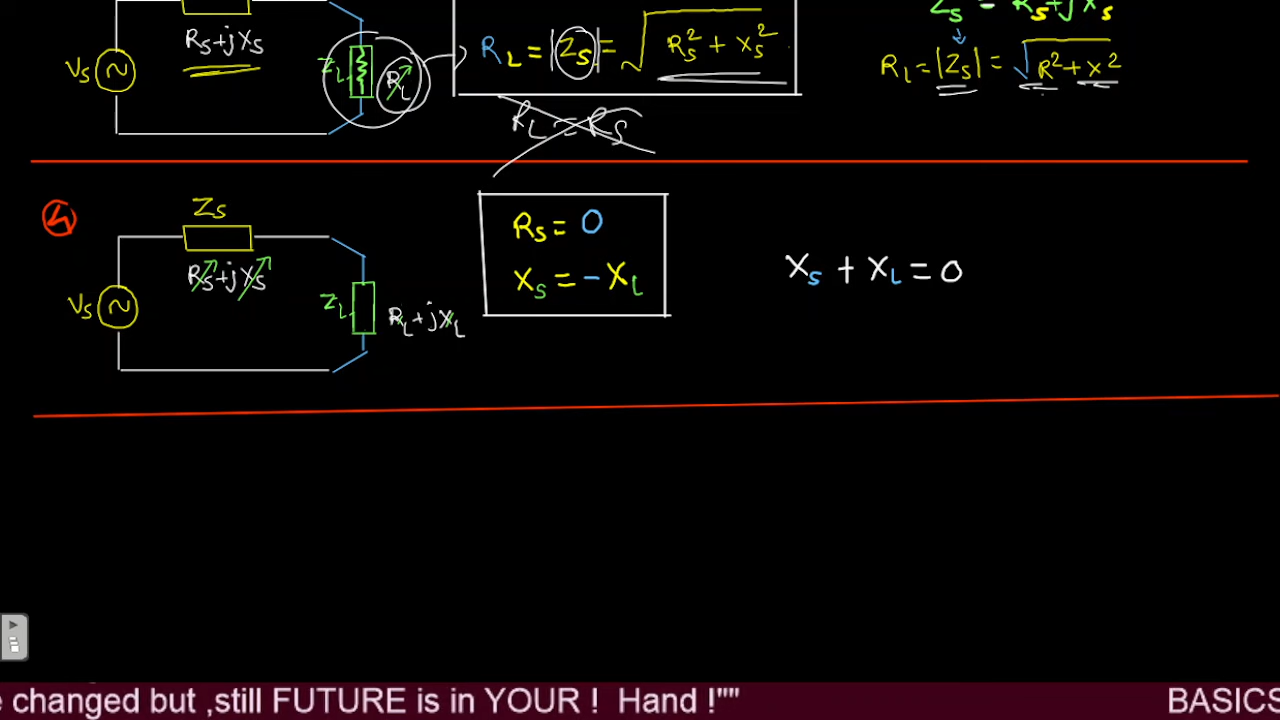 Rs+jXs
Vs
ZL
RL
RL = |Zs| = √Rs² + Xs²
Zs = Rs+jXs
RL = |Zs| = √R²+X²
RL = RS
4
Zs
Rs+jXs
Vs
ZL
RL+jXL
Rs = 0
Xs = -XL
Xs + XL = 0
e changed but ,still FUTURE is in YOUR ! Hand !""
BASICS